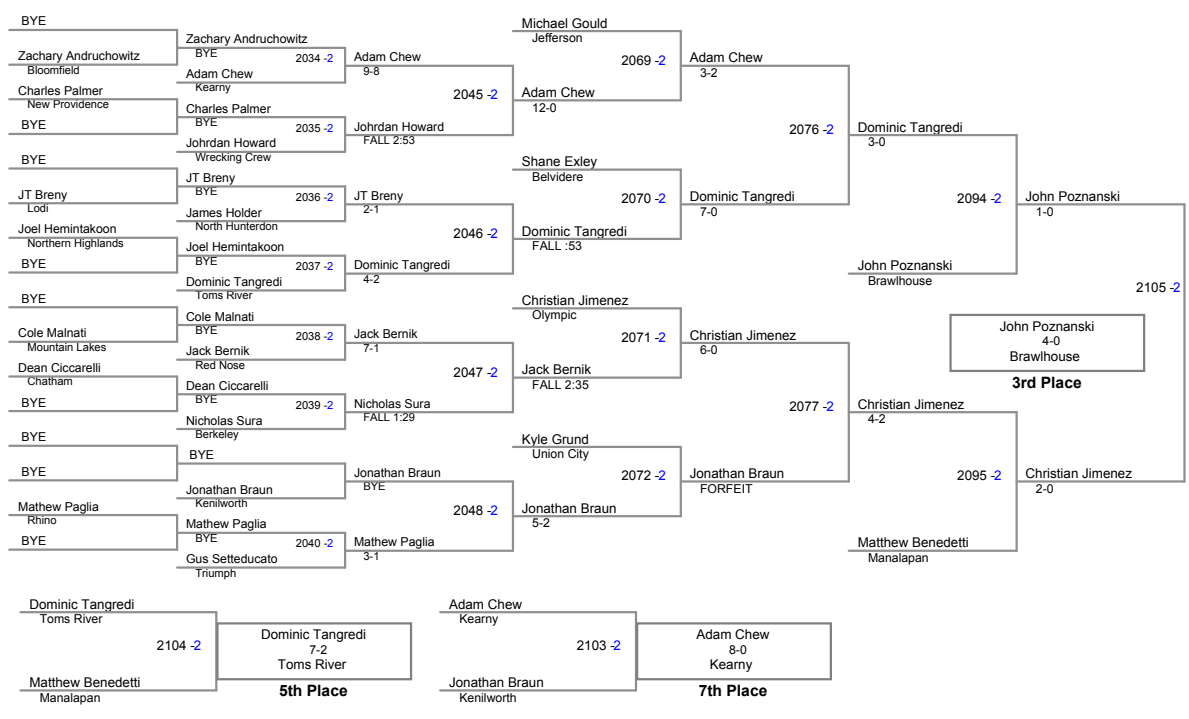 BYE
Zachary Andruchowitz
Bloomfield
Charles Palmer
New Providence
BYE
BYE
JT Breny
Lodi
Joel Hemintakoon
Northern Highlands
BYE
BYE
Cole Malnati
Mountain Lakes
Dean Ciccarelli
Chatham
BYE
BYE
BYE
Mathew Paglia
Rhino
BYE
Zachary Andruchowitz
BYE
2034 -2
Adam Chew
Kearny
Charles Palmer
BYE
2035 -2
Johrdan Howard
Wrecking Crew
JT Breny
BYE
2036 -2
James Holder
North Hunterdon
Joel Hemintakoon
BYE
2037 -2
Dominic Tangredi
Toms River
Cole Malnati
BYE
2038 -2
Jack Bernik
Red Nose
Dean Ciccarelli
BYE
2039 -2
Nicholas Sura
Berkeley
BYE
Jonathan Braun
Kenilworth
Mathew Paglia
BYE
2040 -2
Gus Setteducato
Triumph
Adam Chew
9-8
2045 -2
Johrdan Howard
FALL 2:53
JT Breny
2-1
2046 -2
Dominic Tangredi
4-2
Jack Bernik
7-1
2047 -2
Nicholas Sura
FALL 1:29
Jonathan Braun
BYE
2048 -2
Mathew Paglia
3-1
Michael Gould
Jefferson
2069 -2
Adam Chew
12-0
Shane Exley
Belvidere
2070 -2
Dominic Tangredi
FALL :53
Christian Jimenez
Olympic
2071 -2
Jack Bernik
FALL 2:35
Kyle Grund
Union City
2072 -2
Jonathan Braun
5-2
Adam Chew
3-2
2076 -2
Dominic Tangredi
7-0
Christian Jimenez
6-0
2077 -2
Jonathan Braun
FORFEIT
Dominic Tangredi
3-0
2094 -2
John Poznanski
Brawlhouse
Christian Jimenez
4-2
2095 -2
Matthew Benedetti
Manalapan
John Poznanski
1-0
2105 -2
Christian Jimenez
2-0
John Poznanski
4-0
Brawlhouse
3rd Place
Dominic Tangredi
Toms River
2104 -2
Matthew Benedetti
Manalapan
Dominic Tangredi
7-2
Toms River
5th Place
Adam Chew
Kearny
2103 -2
Jonathan Braun
Kenilworth
Adam Chew
8-0
Kearny
7th Place